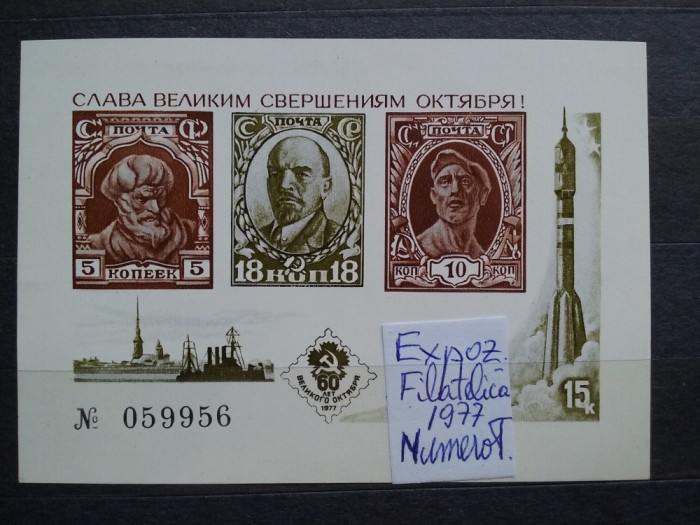 СЛАВА ВЕЛИКИМ СВЕРШЕНИЯМ ОКТЯБРЯ!
ПОЧТА
5 КОПЕЕК 5
С ПОЧТА С
18 КОП 18
ПОЧТА
КОП 10 КОП
60
ЛЕТ
ВЕЛИКОГО ОКТЯБРЯ
1977
15к
№ 059956
Expoz.
Filatelică
1977
Numerot.